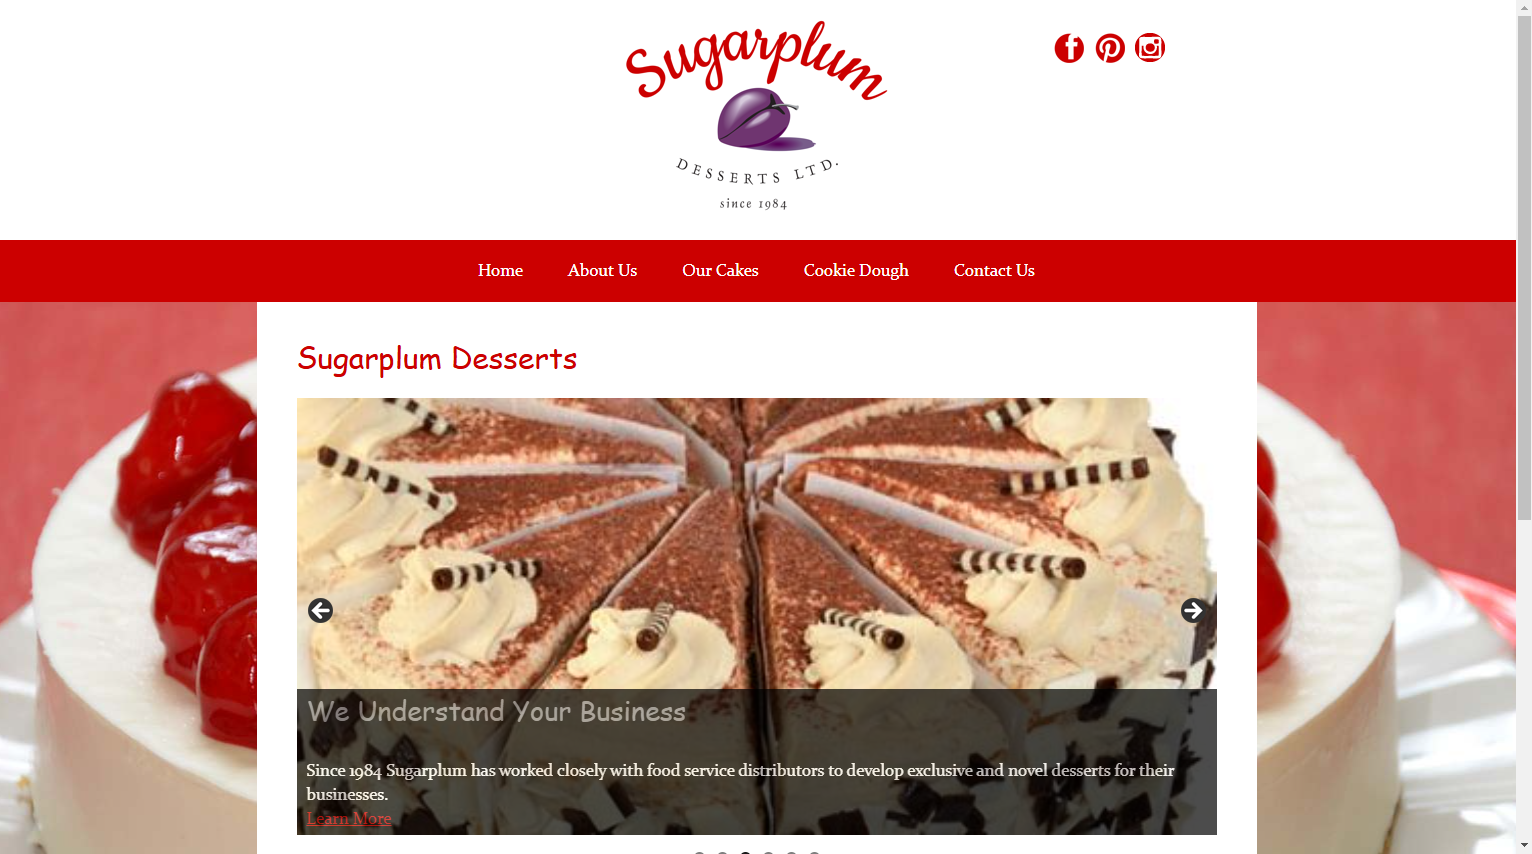 Sugarplum
DESSERTS LTD.
since 1984
Home About Us Our Cakes Cookie Dough Contact Us
Sugarplum Desserts
We Understand Your Business
Since 1984 Sugarplum has worked closely with food service distributors to develop exclusive and novel desserts for their
businesses.
Learn More